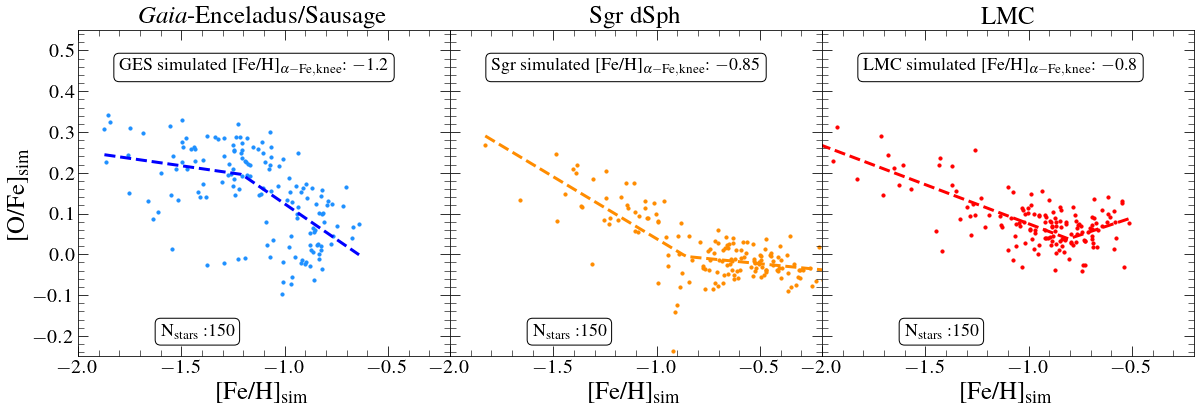 Gaia-Enceladus/Sausage
Sgr dSph
LMC
GES simulated [Fe/H]α−Fe,knee: −1.2
Sgr simulated [Fe/H]α−Fe,knee: −0.85
LMC simulated [Fe/H]α−Fe,knee: −0.8
0.5
0.4
0.3
0.2
0.1
0.0
−0.1
−0.2
[O/Fe]sim
Nstars :150
Nstars :150
Nstars :150
−2.0 −1.5 −1.0 −0.5 −2.0 −1.5 −1.0 −0.5 −2.0 −1.5 −1.0 −0.5
[Fe/H]sim
[Fe/H]sim
[Fe/H]sim